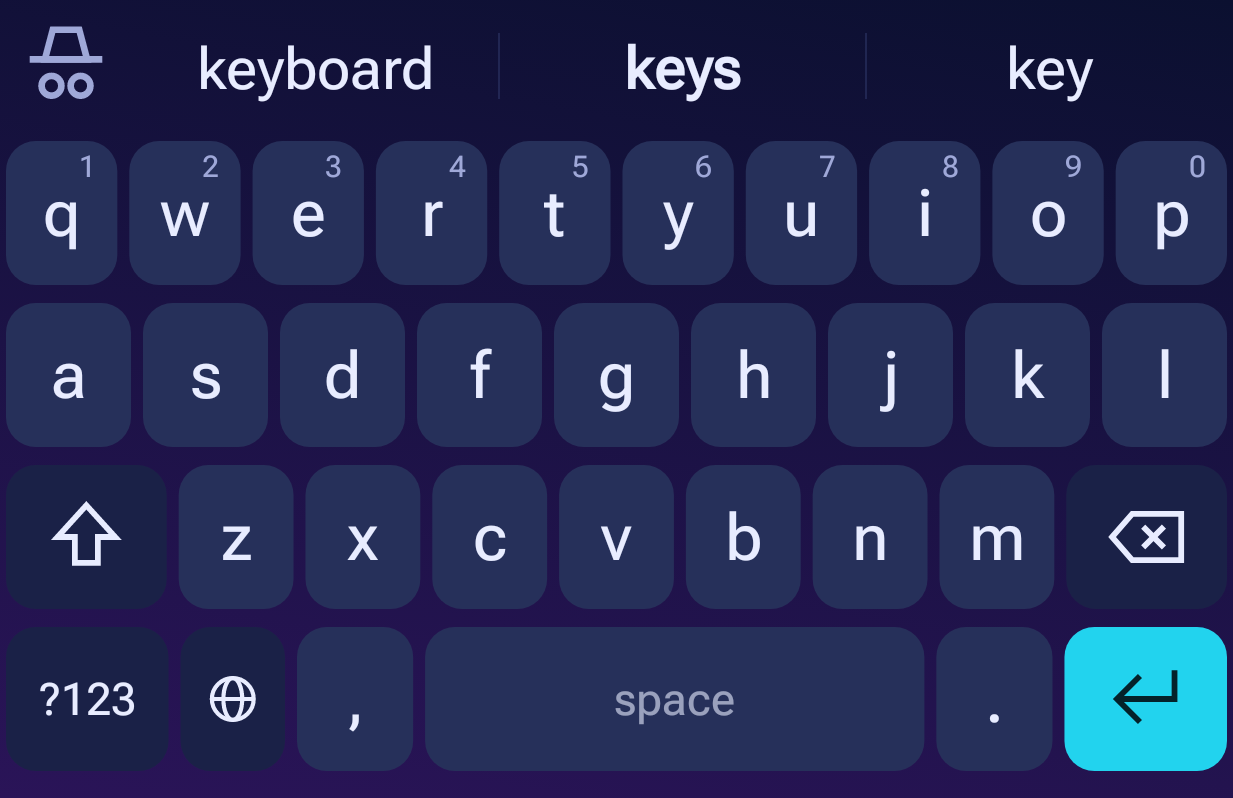 keyboard keys key
1 2 3 4 5 6 7 8 9 0
q w e r t y u i o p
a s d f g h j k l
z x c v b n m
?123 , space .